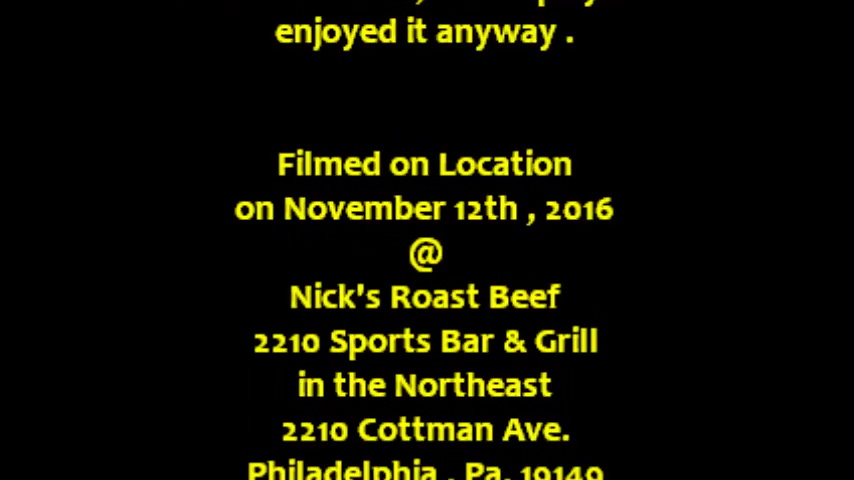 enjoyed it anyway .
Filmed on Location
on November 12th , 2016
@
Nick's Roast Beef
2210 Sports Bar & Grill
in the Northeast
2210 Cottman Ave.
Philadelphia , Pa. 19149